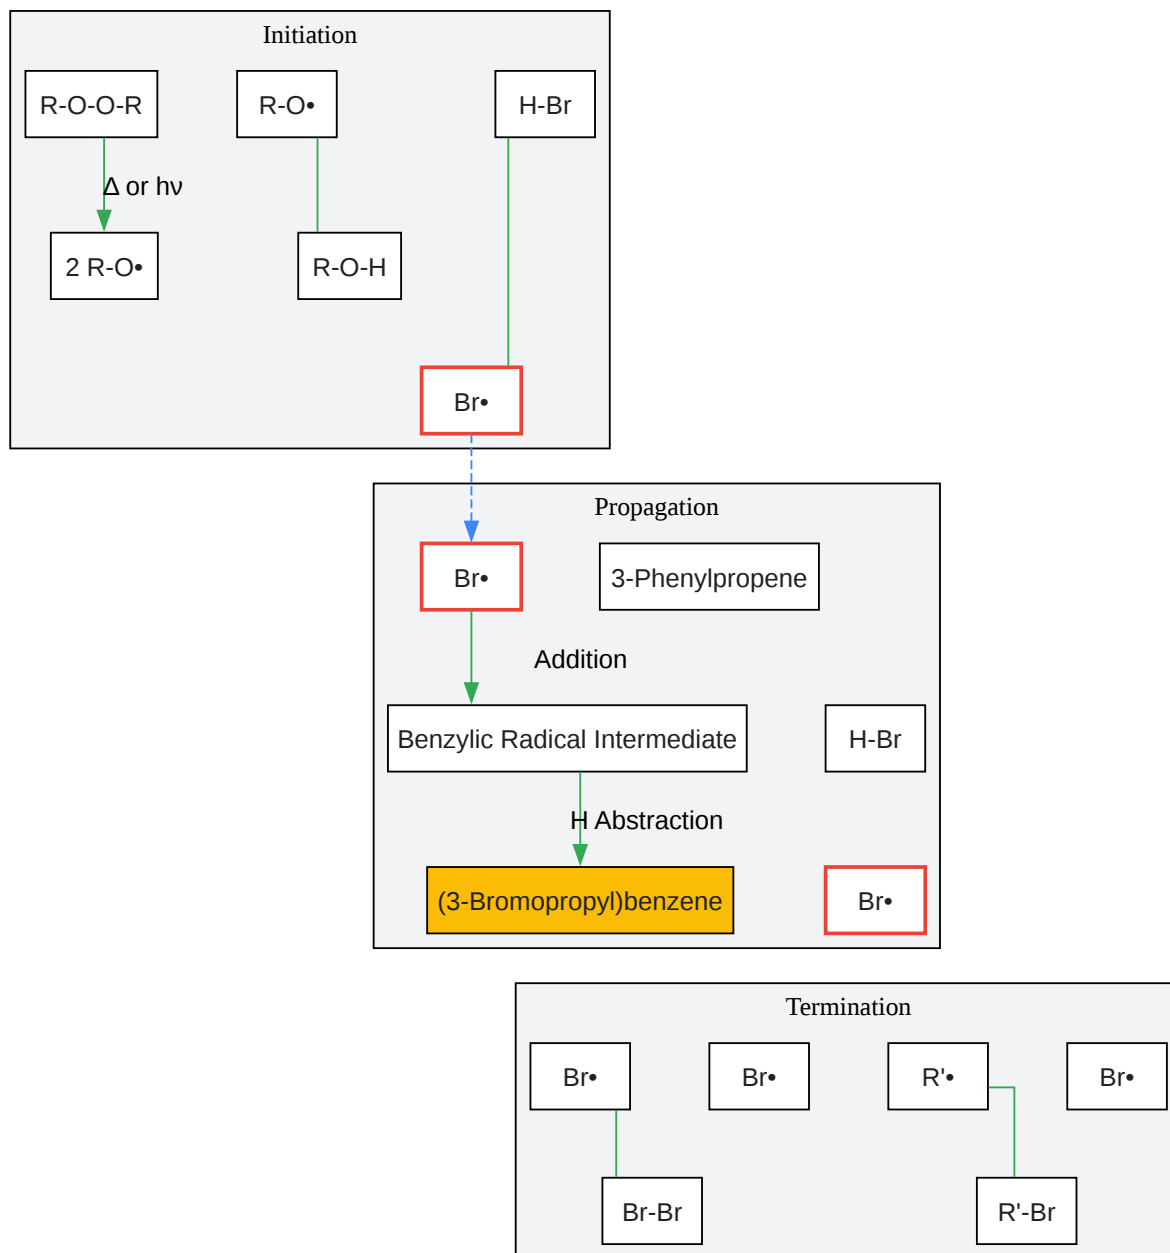 Initiation
R-O-O-R
R-O•
H-Br
Δ or hν
2 R-O•
R-O-H
Br•
Propagation
Br•
3-Phenylpropene
Addition
Benzylic Radical Intermediate
H-Br
H Abstraction
(3-Bromopropyl)benzene
Br•
Termination
Br•
Br•
R'•
Br•
Br-Br
R'-Br